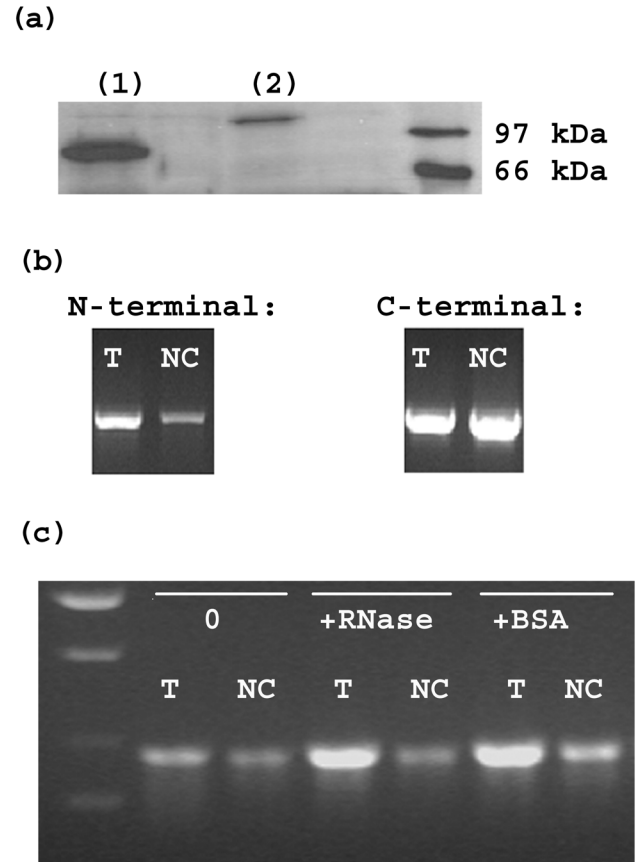 (a)
(1) (2)
97 kDa
66 kDa
(b)
N-terminal: C-terminal:
T NC T NC
(c)
0 +RNase +BSA
T NC T NC T NC